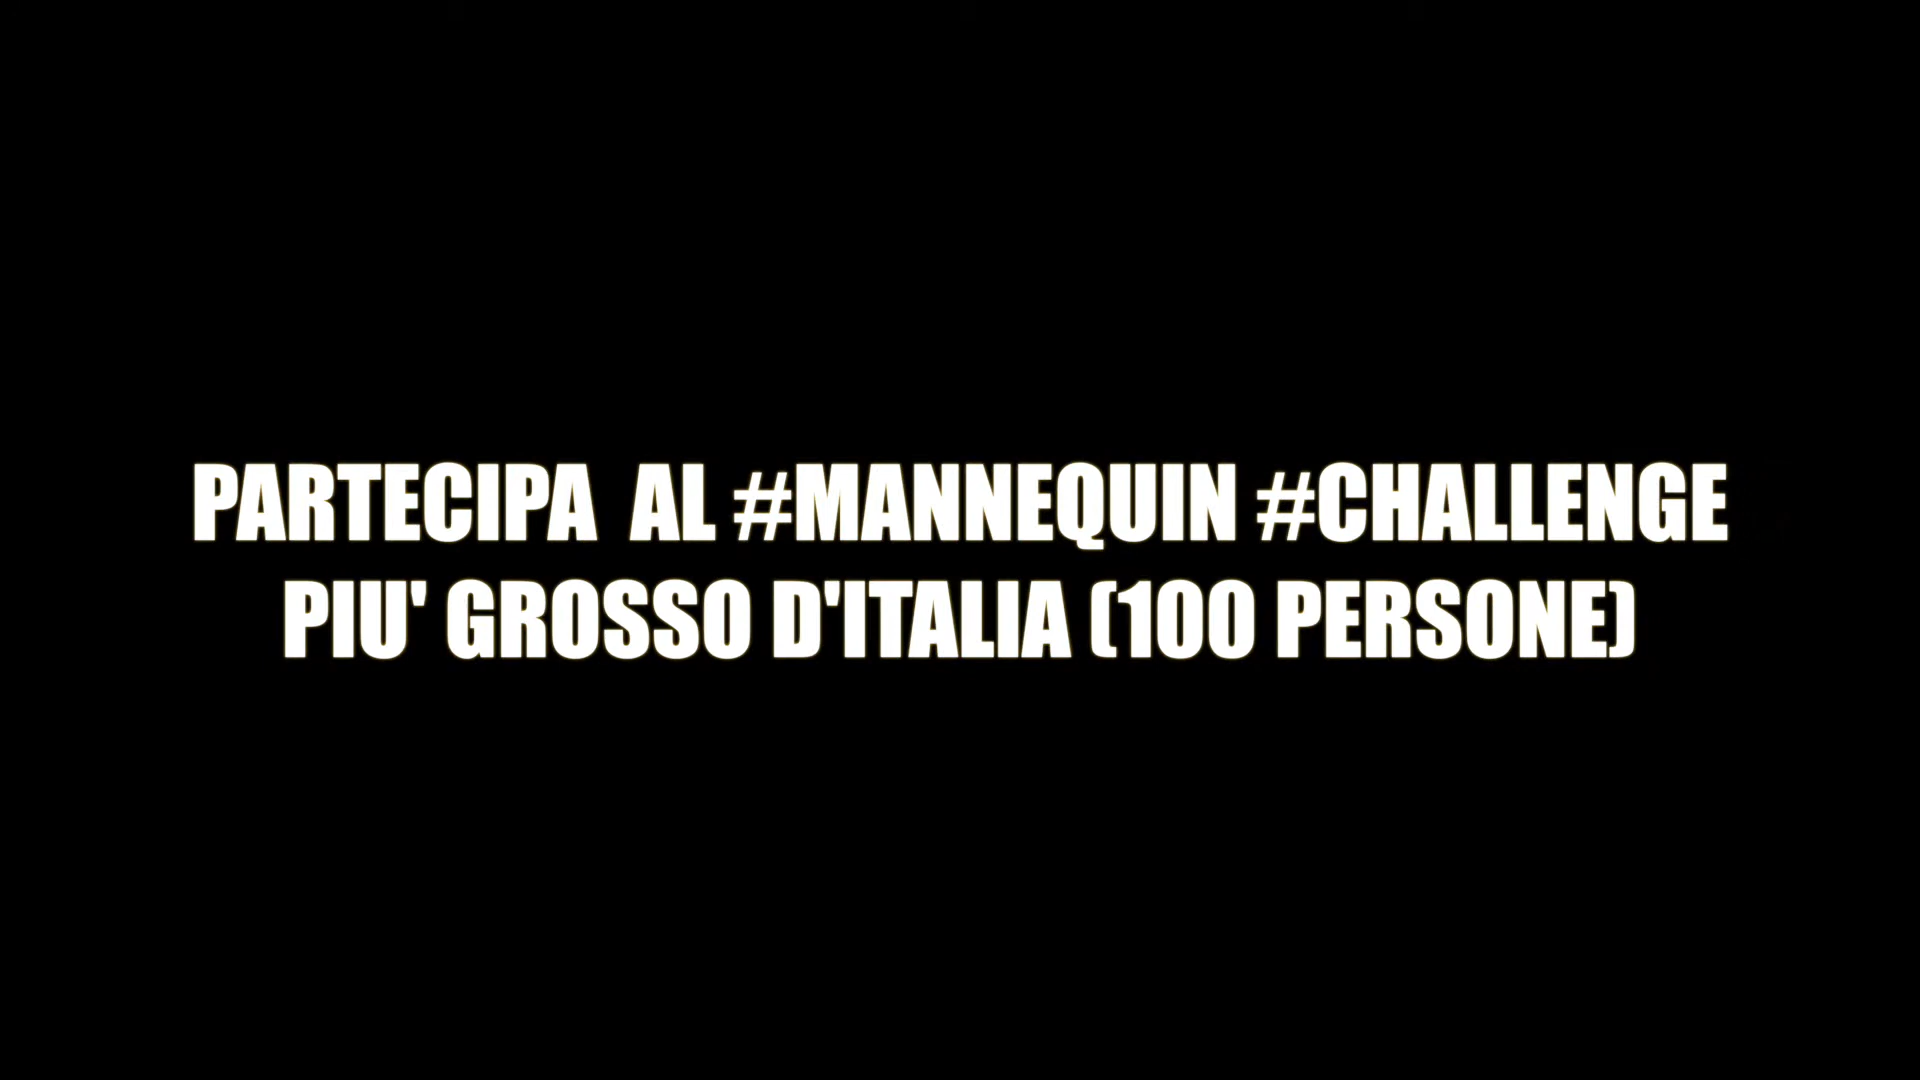 PARTECIPA  AL #MANNEQUIN #CHALLENGE
PIU' GROSSO D'ITALIA (100 PERSONE)